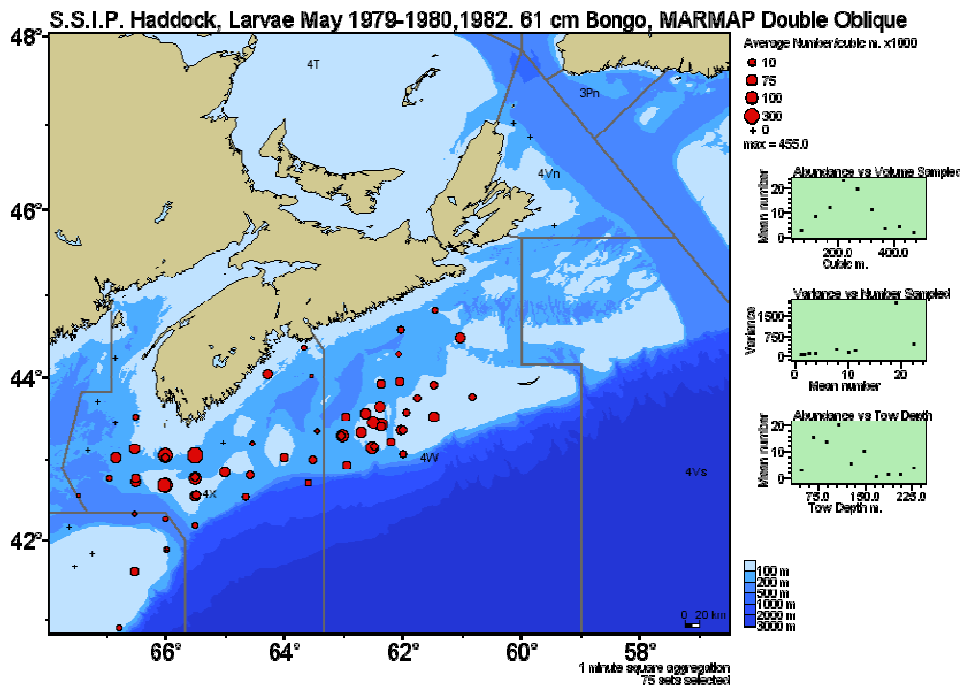 S.S.I.P. Haddock, Larvae May 1979-1980,1982. 61 cm Bongo, MARMAP Double Oblique
48°
46°
44°
42°
66°
64°
62°
60°
58°
4T
3Pn
4Vn
4W
4X
4Vs
0 20 km
1 minute square aggregation
75 sets selected
Average Number/cubic m. x1000
10
75
100
300
+ 0
max = 455.0
Abundance vs Volume Sampled
Mean number
20
10
0
200.0 400.0
Cubic m.
Variance vs Number Sampled
Variance
1500
750
0
0 10 20
Mean number
Abundance vs Tow Depth
Mean number
20
10
0
75.0 150.0 225.0
Tow Depth m.
100 m
200 m
500 m
1000 m
2000 m
3000 m